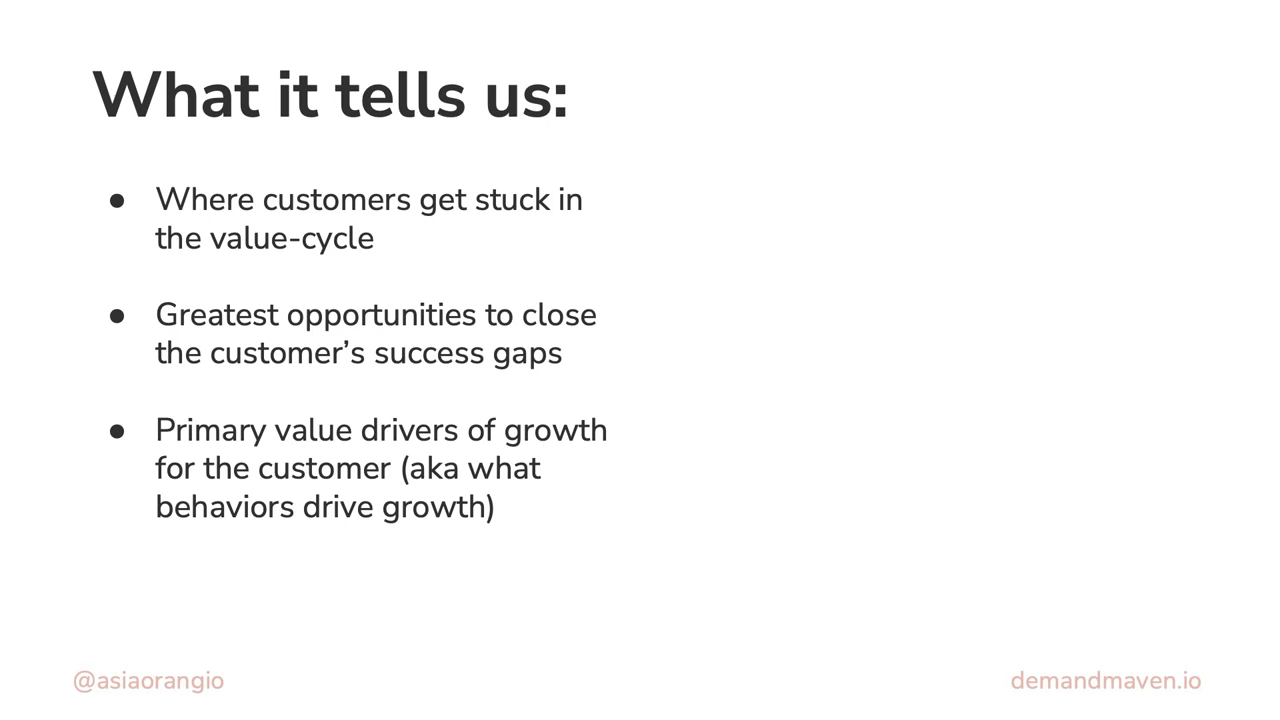 What it tells us:
● Where customers get stuck in
the value-cycle
● Greatest opportunities to close
the customer’s success gaps
● Primary value drivers of growth
for the customer (aka what
behaviors drive growth)
@asiaorangio
demandmaven.io